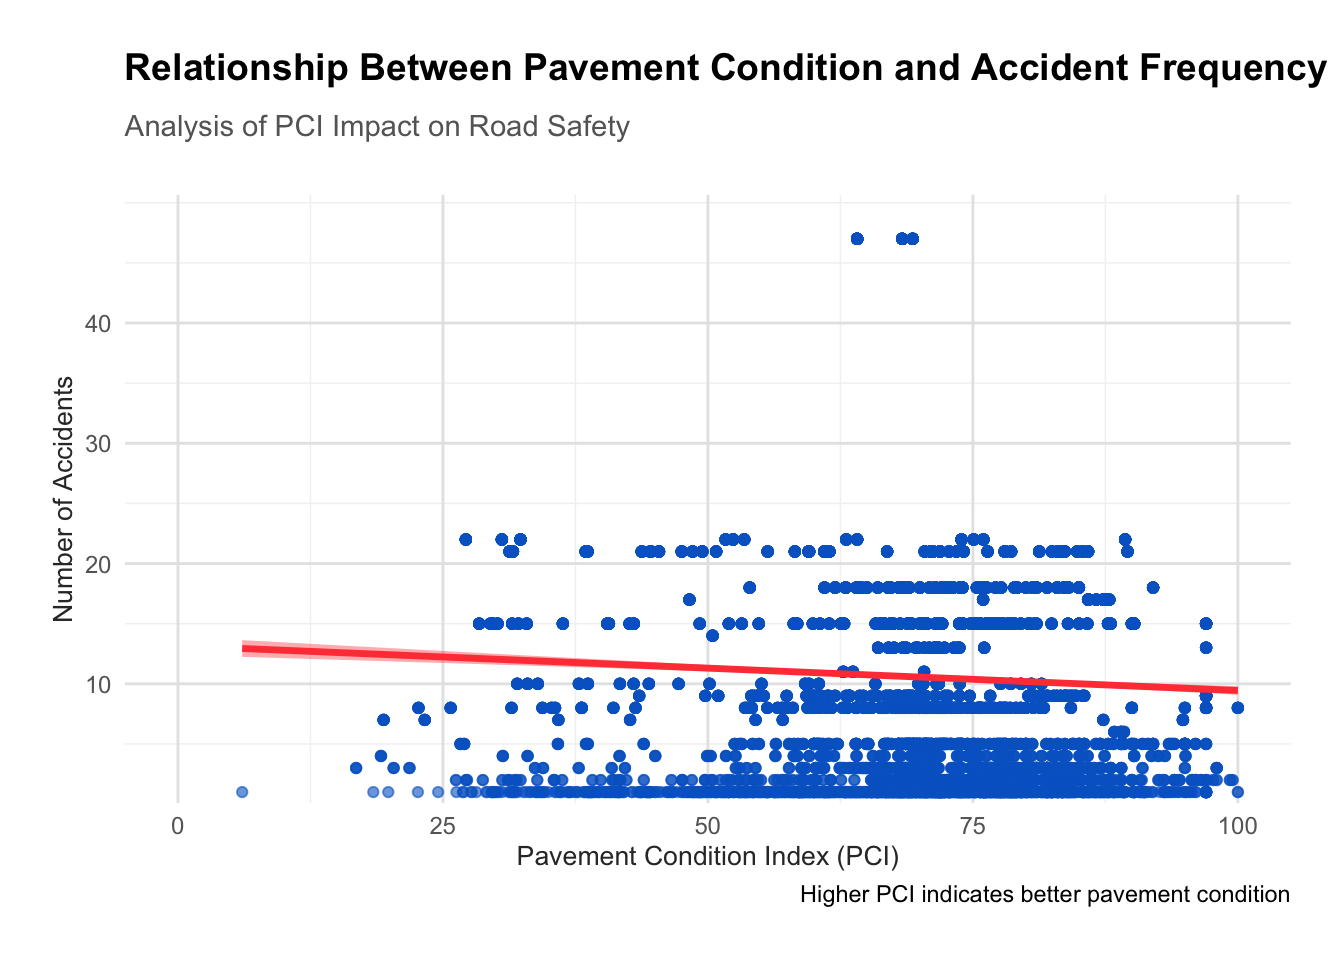 Relationship Between Pavement Condition and Accident Frequency
Analysis of PCI Impact on Road Safety
Number of Accidents
40
30
20
10
0 25 50 75 100
Pavement Condition Index (PCI)
Higher PCI indicates better pavement condition